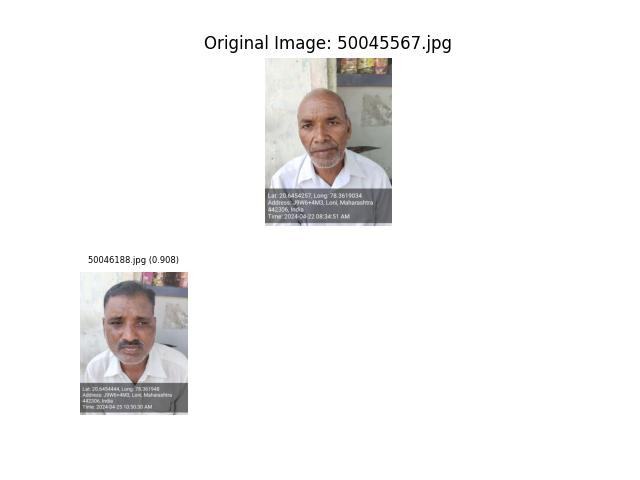 Original Image: 50045567.jpg
Lat: 20.6454257, Long: 78.3619034
Address: J9W6+4M3, Loni, Maharashtra
442306, India
Time: 2024-04-22 08:34:51 AM
50046188.jpg (0.908)
Lat: 20.6454444, Long: 78.361948
Address: J9W6+4M3, Loni, Maharashtra
442306, India
Time: 2024-04-25 10:50:30 AM